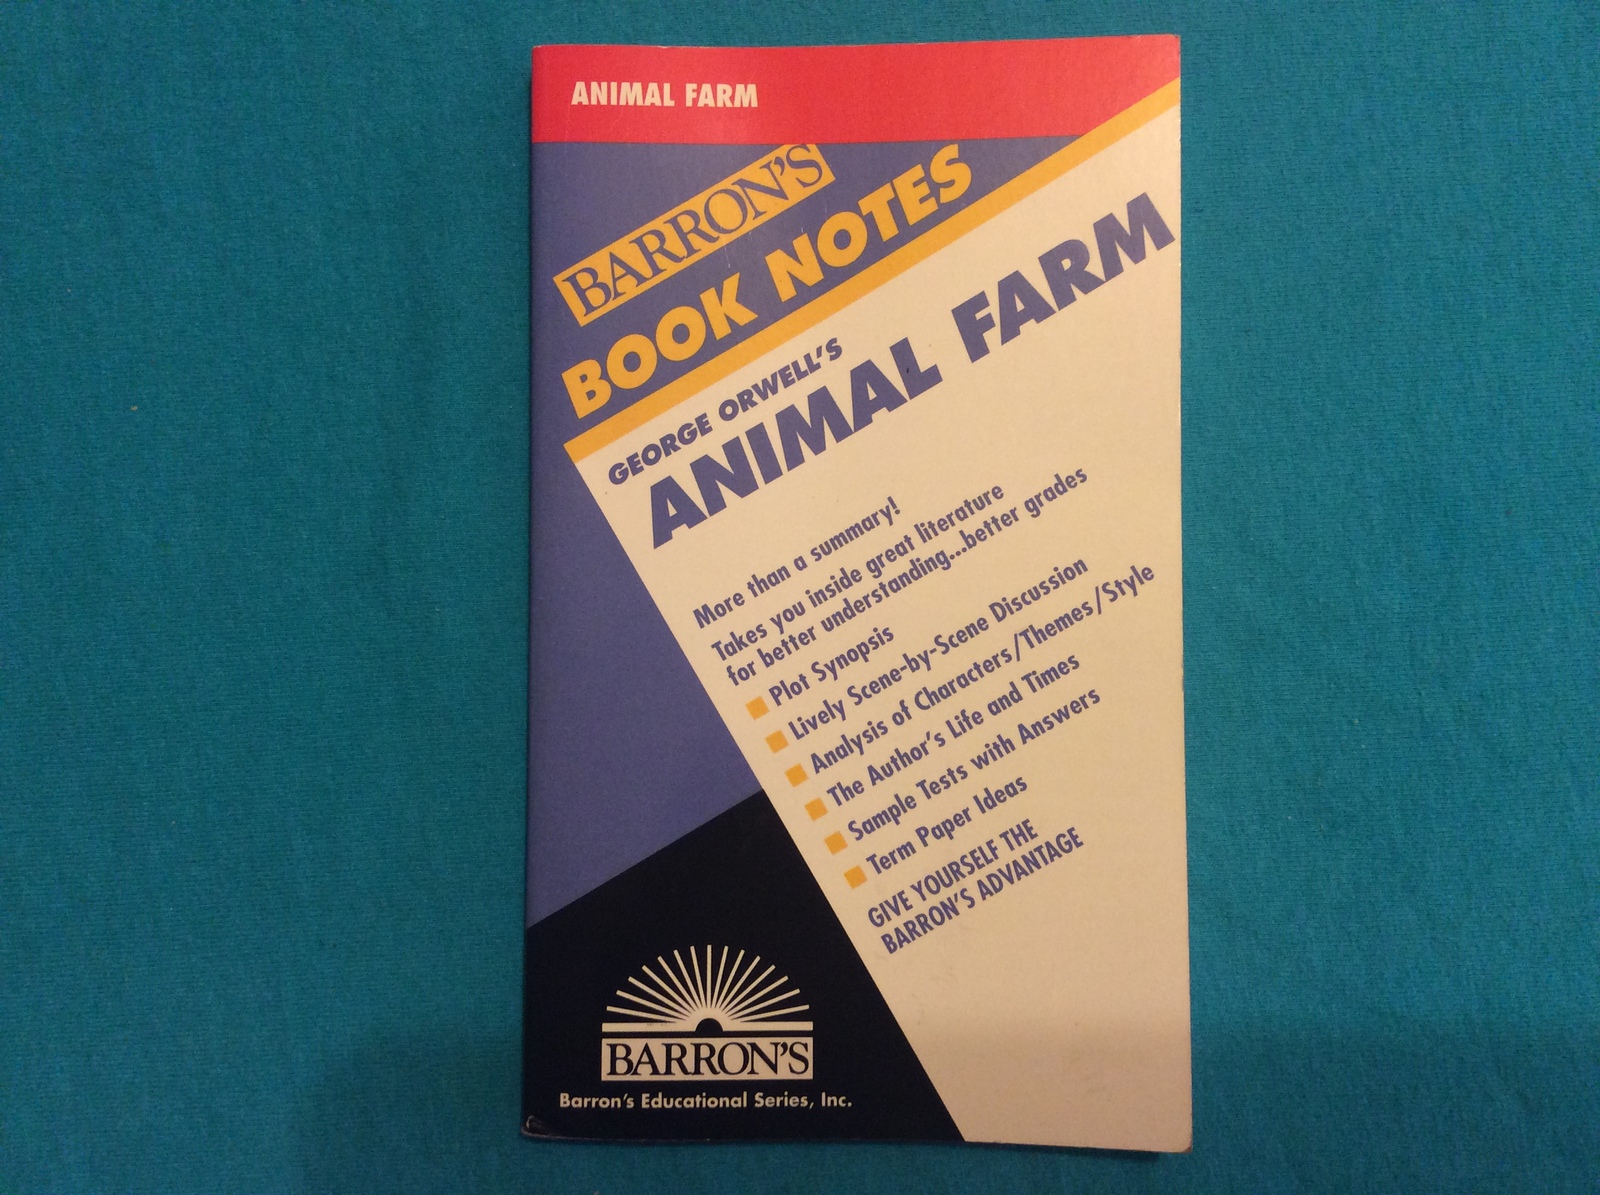 ANIMAL FARM
BARRON'S
BOOK NOTES
GEORGE ORWELL'S
ANIMAL FARM
More than a summary!
Takes you inside great literature
for better understanding...better grades
Plot Synopsis
Lively Scene-by-Scene Discussion
Analysis of Characters/Themes/Style
The Author's Life and Times
Sample Tests with Answers
Term Paper Ideas
GIVE YOURSELF THE
BARRON'S ADVANTAGE
BARRON'S
Barron's Educational Series, Inc.